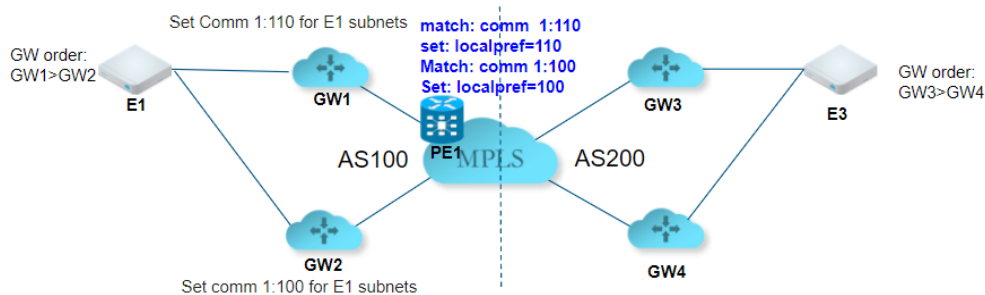 Set Comm 1:110 for E1 subnets
match: comm 1:110
set: localpref=110
Match: comm 1:100
Set: localpref=100
GW order:
GW1>GW2
E1
GW1
GW3
E3
GW order:
GW3>GW4
AS100
PE1
MPLS
AS200
GW2
GW4
Set comm 1:100 for E1 subnets